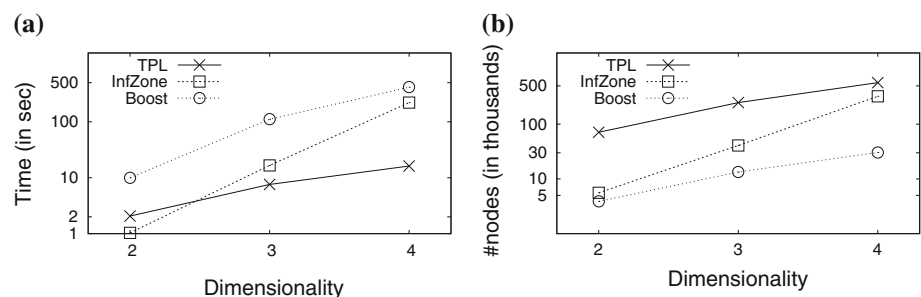 (a)
Time (in sec)
500
100
10
2
1
TPL
InfZone
Boost
2
3
4
Dimensionality
(b)
#nodes (in thousands)
500
100
30
10
5
TPL
InfZone
Boost
2
3
4
Dimensionality